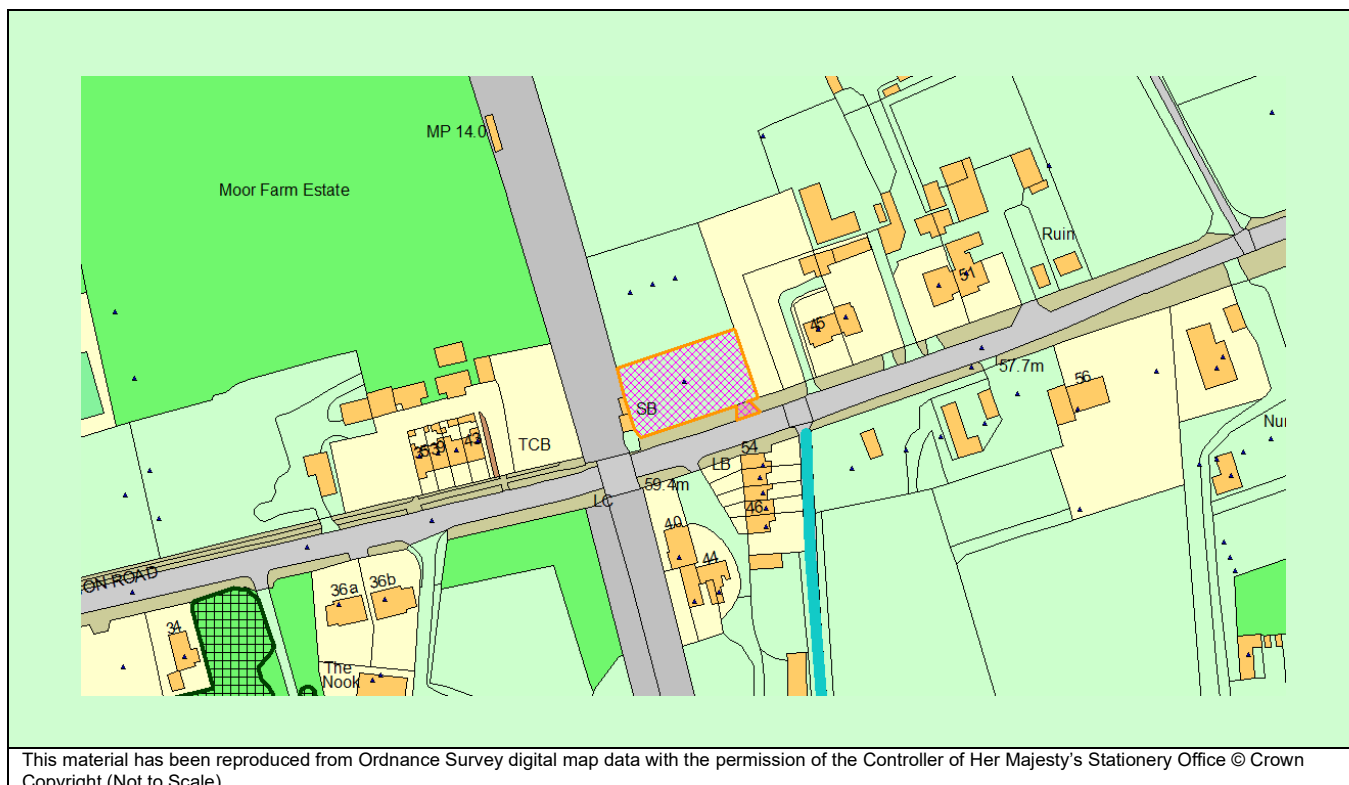 MP 14.0
Moor Farm Estate
Ruin
51
45
57.7m
56
SB
43
TCB
54
LB
59.4m
46
LC
40
44
ON ROAD
36a
36b
34
The
Nook
This material has been reproduced from Ordnance Survey digital map data with the permission of the Controller of Her Majesty's Stationery Office © Crown
Copyright (Not to Scale)